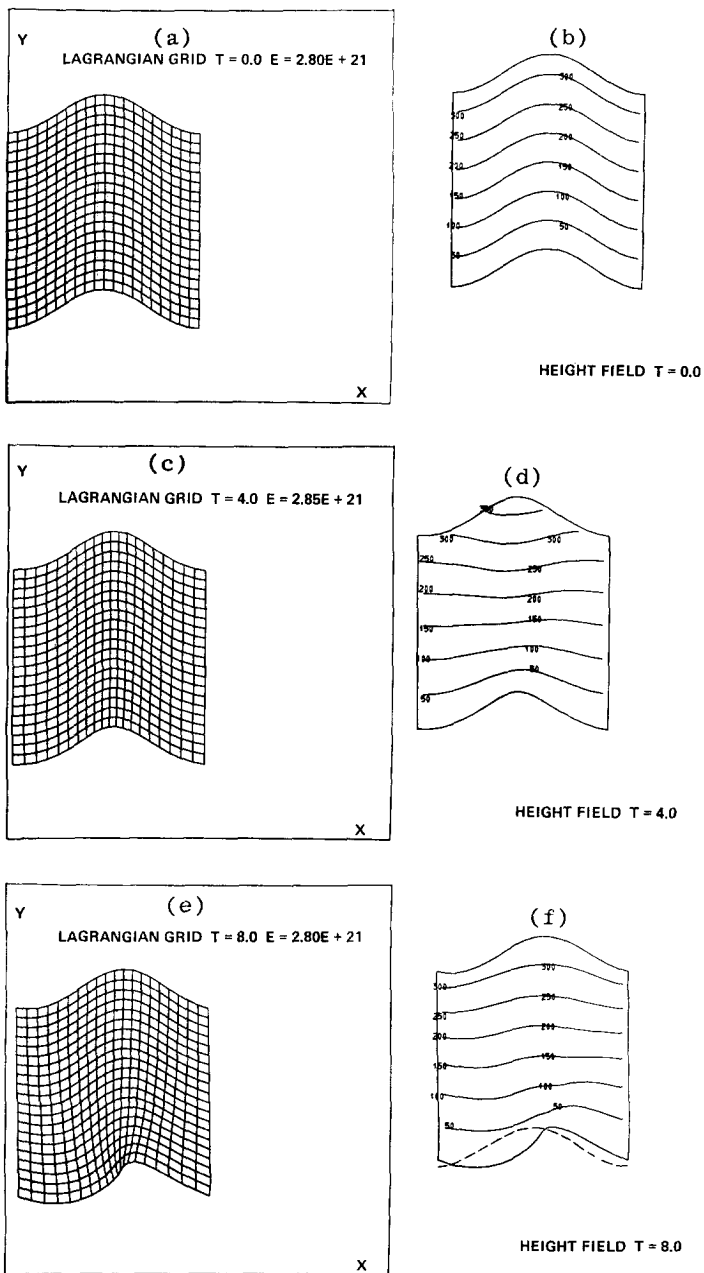 (a)
Y
LAGRANGIAN GRID T = 0.0 E = 2.80E + 21
X
(b)
300
300
250
250
200
200
150
150
100
100
50
50
HEIGHT FIELD T = 0.0
(c)
Y
LAGRANGIAN GRID T = 4.0 E = 2.85E + 21
X
(d)
300
300
250
250
200
200
150
150
100
100
50
50
HEIGHT FIELD T = 4.0
(e)
Y
LAGRANGIAN GRID T = 8.0 E = 2.80E + 21
X
(f)
300
300
250
250
200
200
150
150
100
100
50
50
HEIGHT FIELD T = 8.0